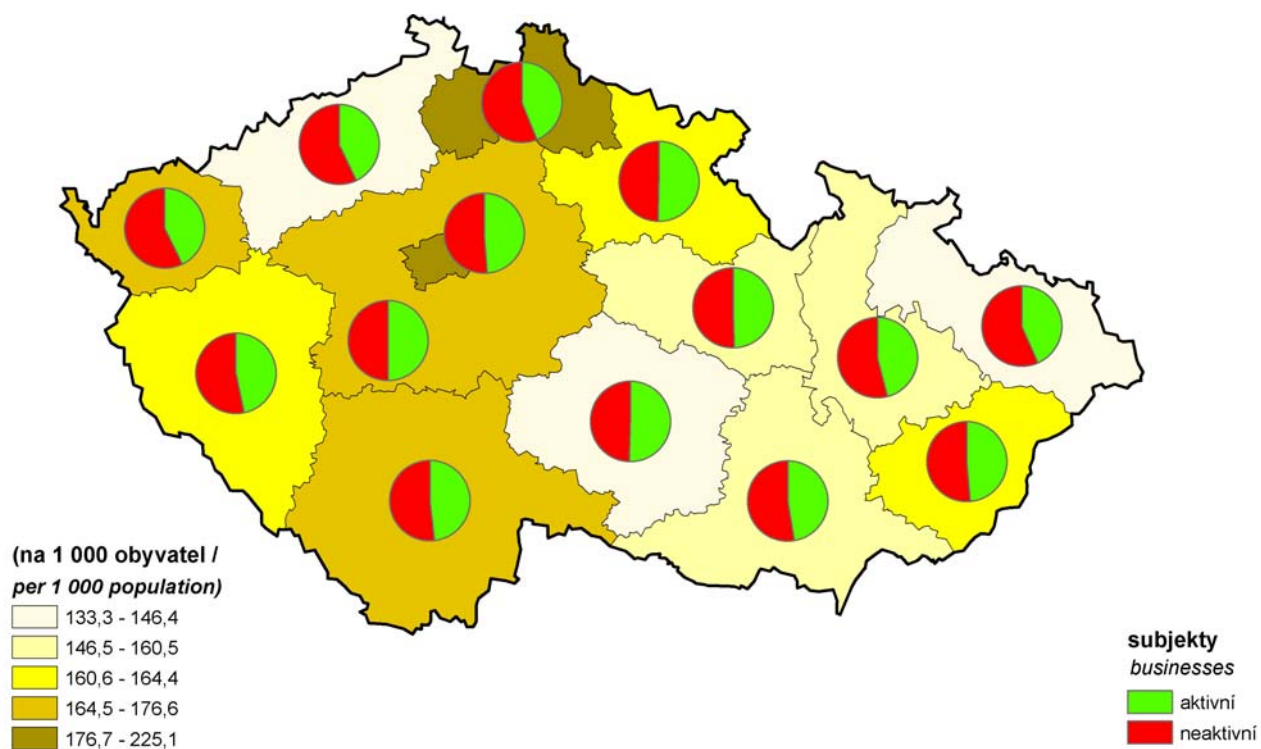 (na 1 000 obyvatel /
per 1 000 population)
133,3 - 146,4
146,5 - 160,5
160,6 - 164,4
164,5 - 176,6
176,7 - 225,1
subjekty
businesses
aktivní
neaktivní